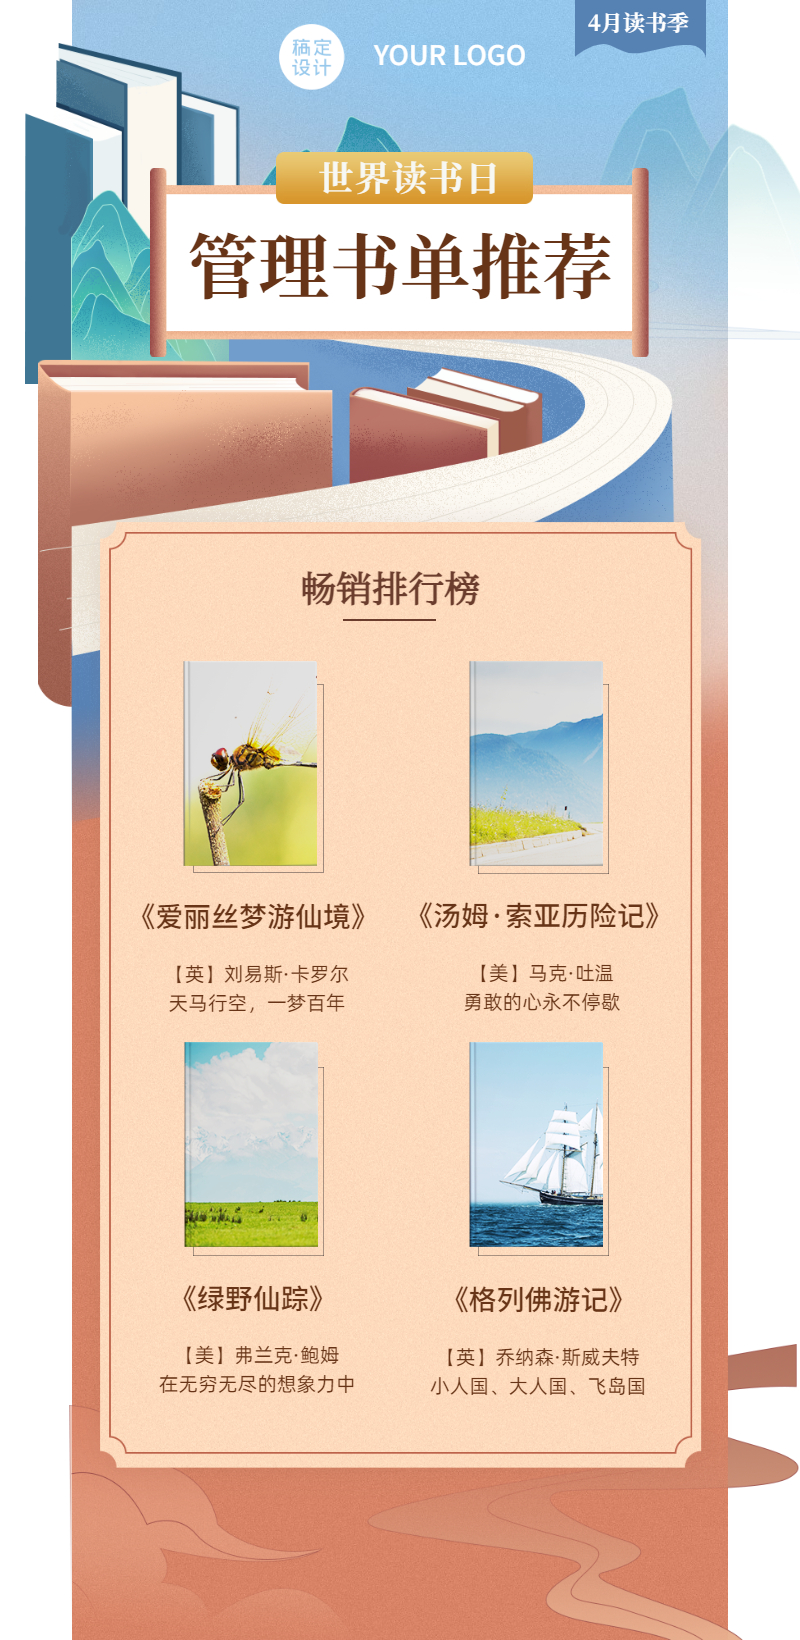 4月读书季
稿定
设计
YOUR LOGO
世界读书日
管理书单推荐
畅销排行榜
《爱丽丝梦游仙境》
【英】刘易斯·卡罗尔
天马行空，一梦百年
《汤姆·索亚历险记》
【美】马克·吐温
勇敢的心永不停歇
《绿野仙踪》
【美】弗兰克·鲍姆
在无穷无尽的想象力中
《格列佛游记》
【英】乔纳森·斯威夫特
小人国、大人国、飞岛国